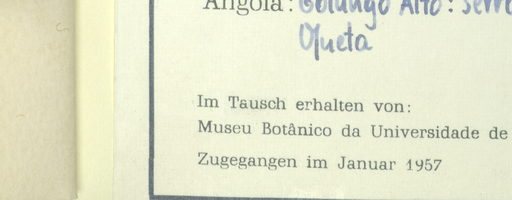 Angola: Golungo Alto: Serra
Queta
Im Tausch erhalten von:
Museu Botânico da Universidade de
Zugegangen im Januar 1957